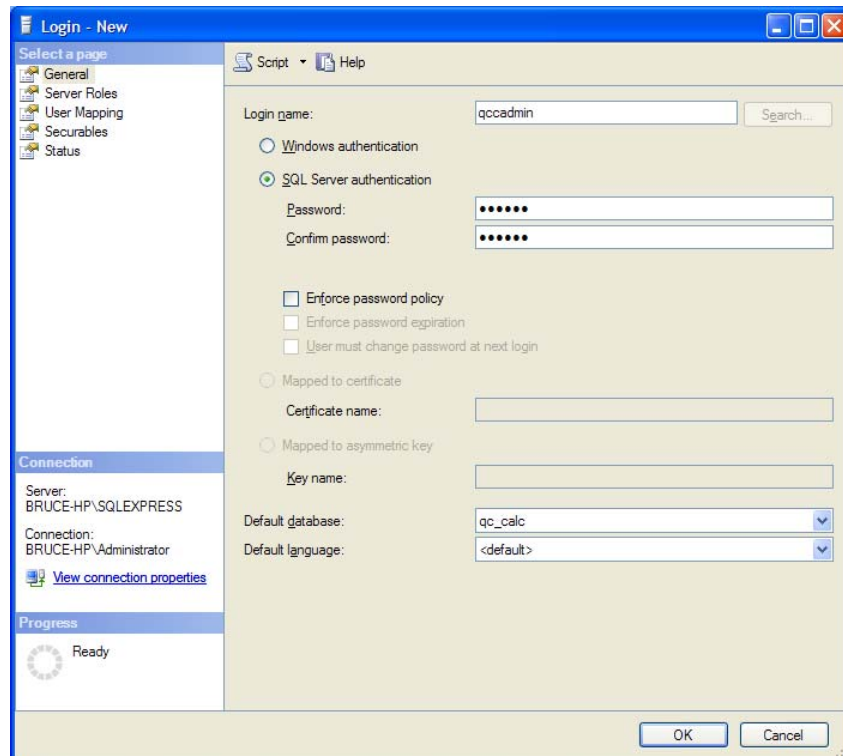 Login - New
Select a page
General
Server Roles
User Mapping
Securables
Status
Connection
Server:
BRUCE-HP\SQLEXPRESS
Connection:
BRUCE-HP\Administrator
View connection properties
Progress
Ready
Script Help
Login name: qccadmin Search...
Windows authentication
SQL Server authentication
Password: ●●●●●●
Confirm password: ●●●●●●
Enforce password policy
Enforce password expiration
User must change password at next login
Mapped to certificate
Certificate name:
Mapped to asymmetric key
Key name:
Default database: qc_calc
Default language: <default>
OK Cancel